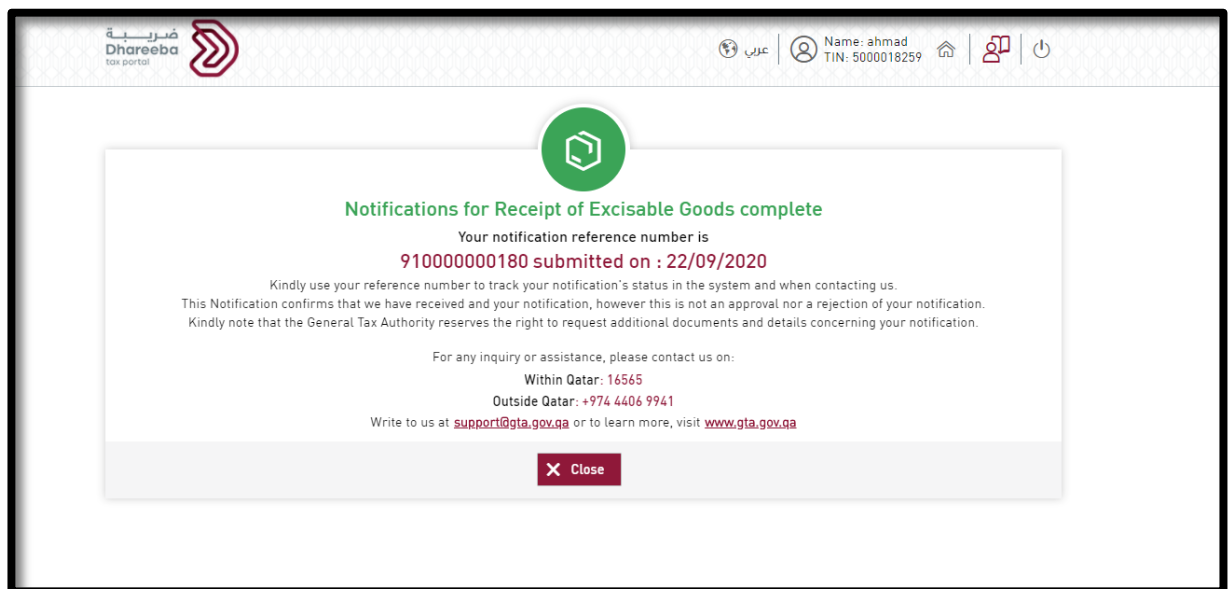 ضريبة
Dhareeba
tax portal
عربي
Name: ahmad
TIN: 5000018259
Notifications for Receipt of Excisable Goods complete
Your notification reference number is
910000000180 submitted on : 22/09/2020
Kindly use your reference number to track your notification's status in the system and when contacting us.
This Notification confirms that we have received and your notification, however this is not an approval nor a rejection of your notification.
Kindly note that the General Tax Authority reserves the right to request additional documents and details concerning your notification.
For any inquiry or assistance, please contact us on:
Within Qatar: 16565
Outside Qatar: +974 4406 9941
Write to us at support@gta.gov.qa or to learn more, visit www.gta.gov.qa
Close